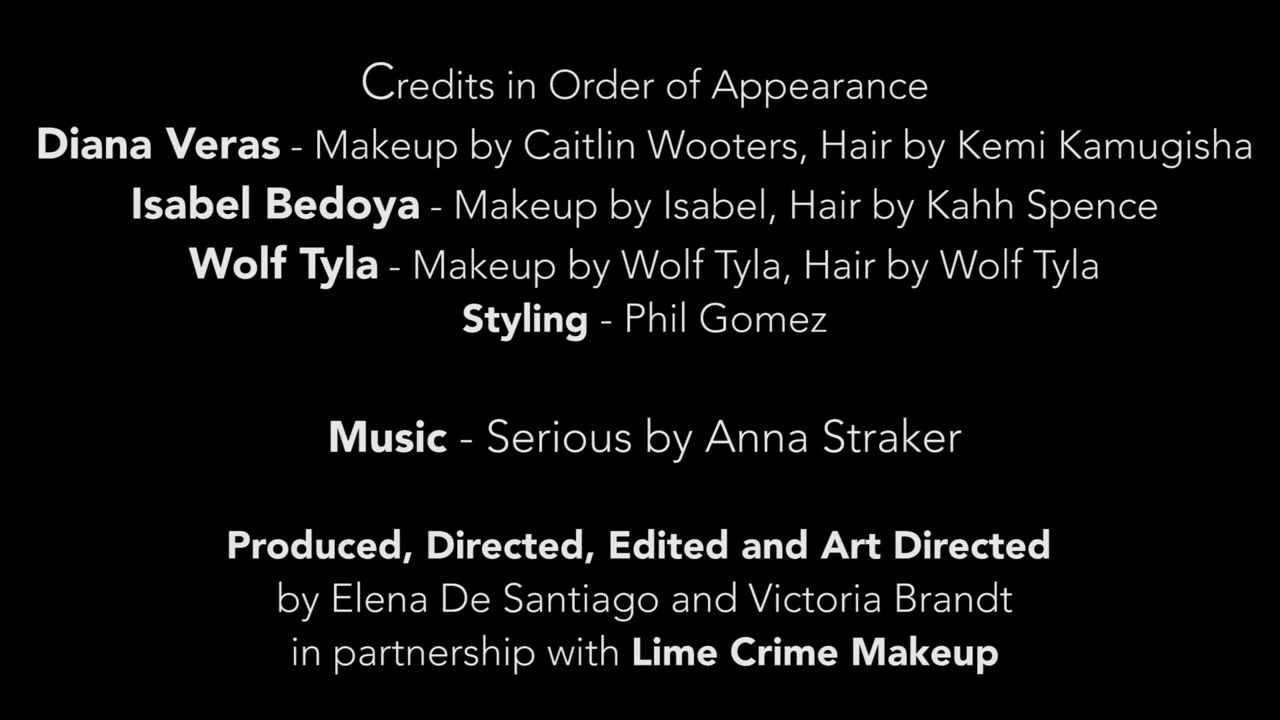 Credits in Order of Appearance
Diana Veras - Makeup by Caitlin Wooters, Hair by Kemi Kamugisha
Isabel Bedoya - Makeup by Isabel, Hair by Kahh Spence
Wolf Tyla - Makeup by Wolf Tyla, Hair by Wolf Tyla
Styling - Phil Gomez
Music - Serious by Anna Straker
Produced, Directed, Edited and Art Directed
by Elena De Santiago and Victoria Brandt
in partnership with Lime Crime Makeup